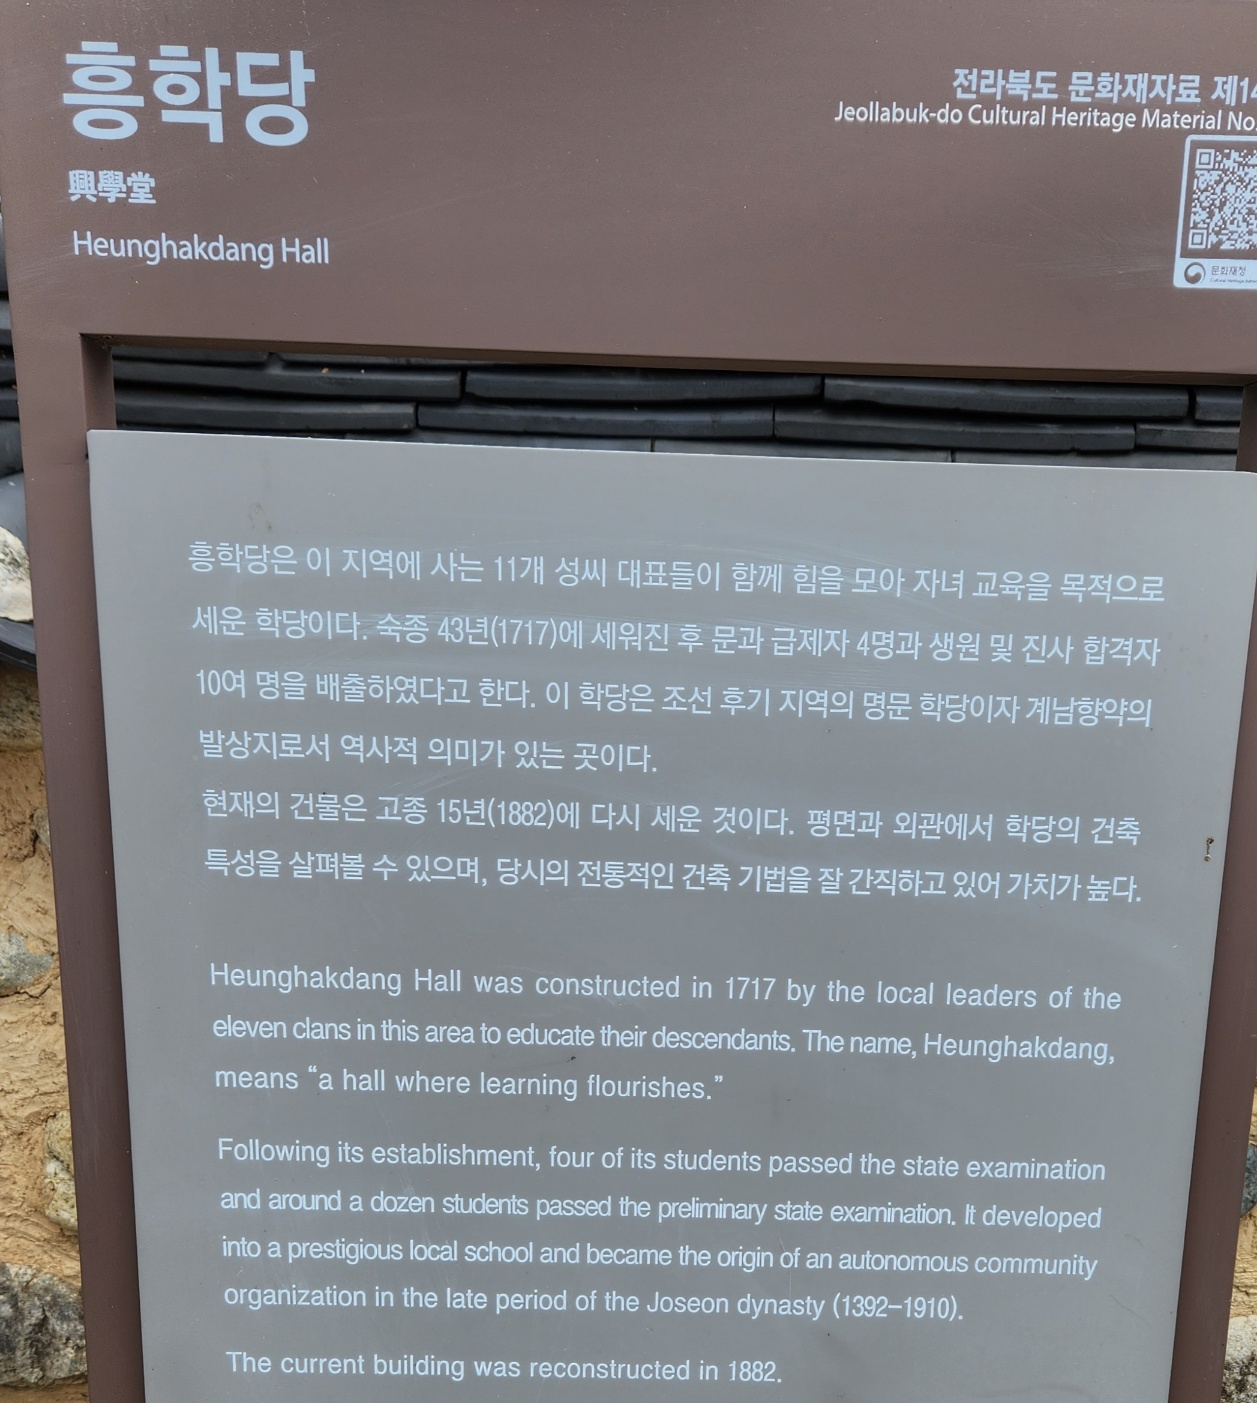 흥학당
興學堂
Heunghakdang Hall
전라북도 문화재자료 제14
Jeollabuk-do Cultural Heritage Material No.
문화재청
흥학당은 이 지역에 사는 11개 성씨 대표들이 함께 힘을 모아 자녀 교육을 목적으로
세운 학당이다. 숙종 43년(1717)에 세워진 후 문과 급제자 4명과 생원 및 진사 합격자
10여 명을 배출하였다고 한다. 이 학당은 조선 후기 지역의 명문 학당이자 계남향약의
발상지로서 역사적 의미가 있는 곳이다.
현재의 건물은 고종 15년(1882)에 다시 세운 것이다. 평면과 외관에서 학당의 건축
특성을 살펴볼 수 있으며, 당시의 전통적인 건축 기법을 잘 간직하고 있어 가치가 높다.
Heunghakdang Hall was constructed in 1717 by the local leaders of the
eleven clans in this area to educate their descendants. The name, Heunghakdang,
means “a hall where learning flourishes.”
Following its establishment, four of its students passed the state examination
and around a dozen students passed the preliminary state examination. It developed
into a prestigious local school and became the origin of an autonomous community
organization in the late period of the Joseon dynasty (1392–1910).
The current building was reconstructed in 1882.